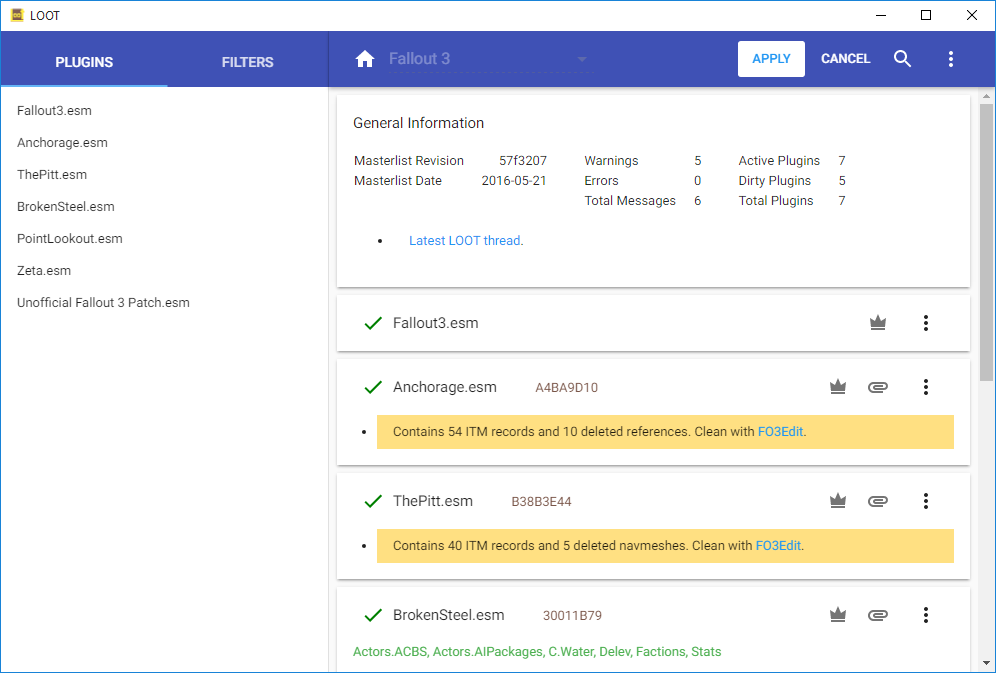 LOOT
PLUGINS
FILTERS
Fallout 3
APPLY
CANCEL
Fallout3.esm
Anchorage.esm
ThePitt.esm
BrokenSteel.esm
PointLookout.esm
Zeta.esm
Unofficial Fallout 3 Patch.esm
General Information
Masterlist Revision 57f3207 Warnings 5 Active Plugins 7
Masterlist Date 2016-05-21 Errors 0 Dirty Plugins 5
Total Messages 6 Total Plugins 7
• Latest LOOT thread.
Fallout3.esm
Anchorage.esm A4BA9D10
• Contains 54 ITM records and 10 deleted references. Clean with FO3Edit.
ThePitt.esm B38B3E44
• Contains 40 ITM records and 5 deleted navmeshes. Clean with FO3Edit.
BrokenSteel.esm 30011B79
Actors.ACBS, Actors.AIPackages, C.Water, Delev, Factions, Stats